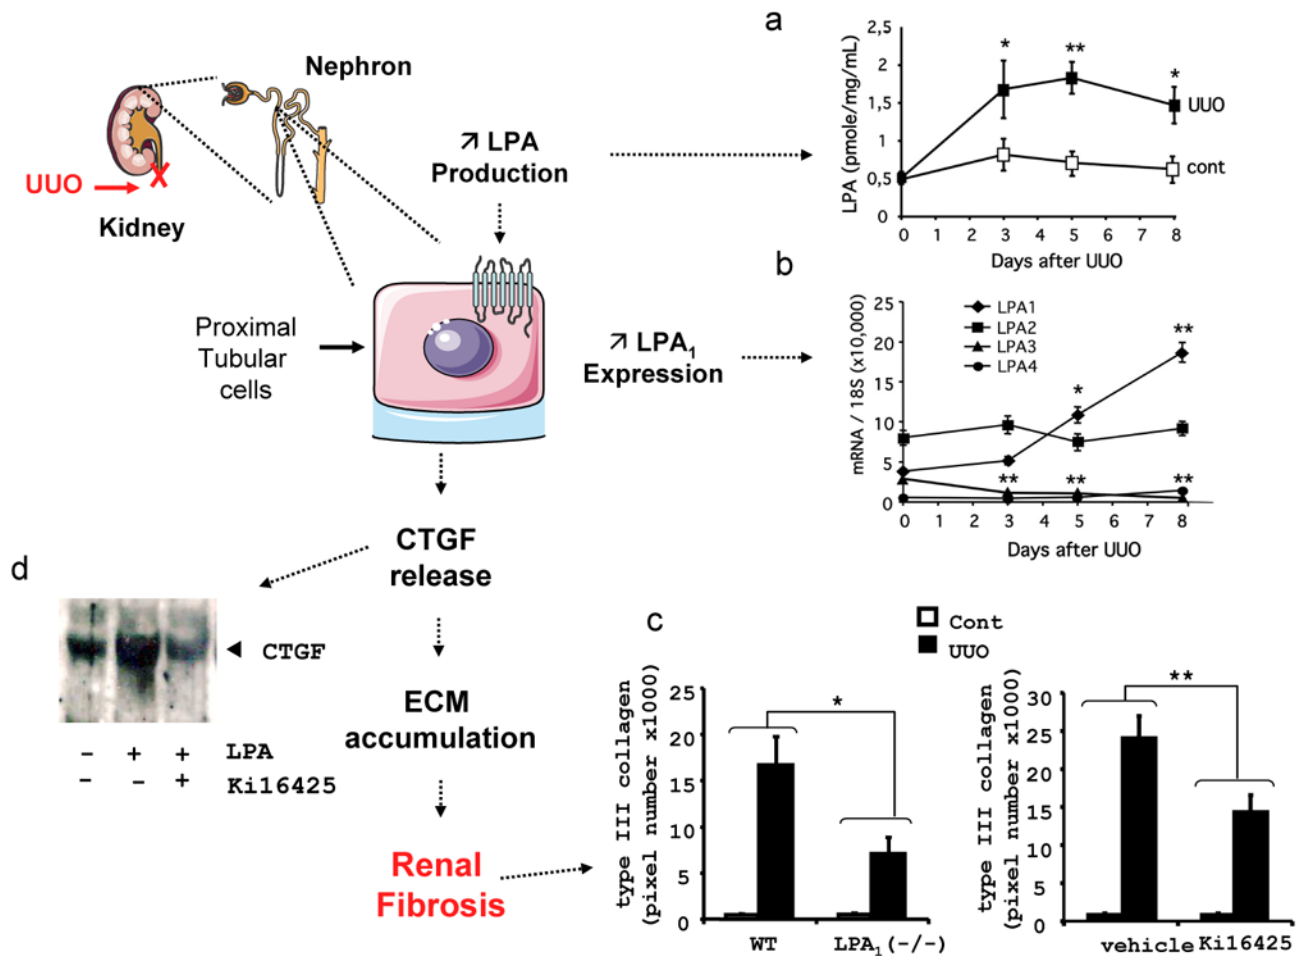 a
Nephron
UUO
Kidney
↗ LPA
Production
LPA (pmole/mg/mL)
2,5
2
1,5
1
0,5
0
*
**
*
UUO
cont
0 1 2 3 4 5 6 7 8
Days after UUO
b
Proximal
Tubular
cells
↗ LPA₁
Expression
mRNA / 18S (x10,000)
25
20
15
10
5
0
LPA1
LPA2
LPA3
LPA4
**
*
** ** **
0 1 2 3 4 5 6 7 8
Days after UUO
CTGF
release
d
CTGF
- + + LPA
- - + Ki16425
ECM
accumulation
Renal
Fibrosis
c
Cont
UUO
type III collagen
(pixel number x1000)
25
20
15
10
5
0
*
WT LPA₁(-/-)
type III collagen
(pixel number x1000)
30
25
20
15
10
5
0
**
vehicle Ki16425